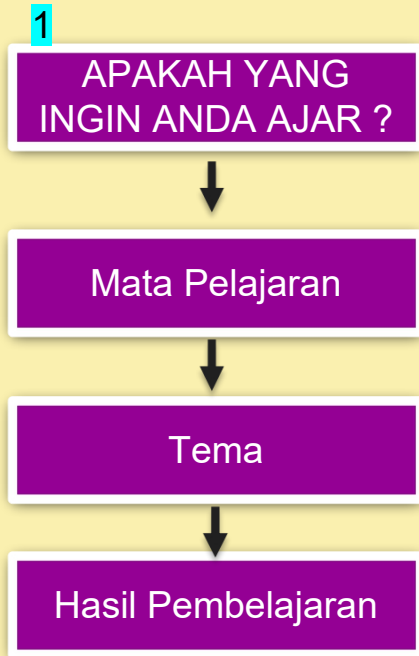 1
APAKAH YANG
INGIN ANDA AJAR ?
Mata Pelajaran
Tema
Hasil Pembelajaran